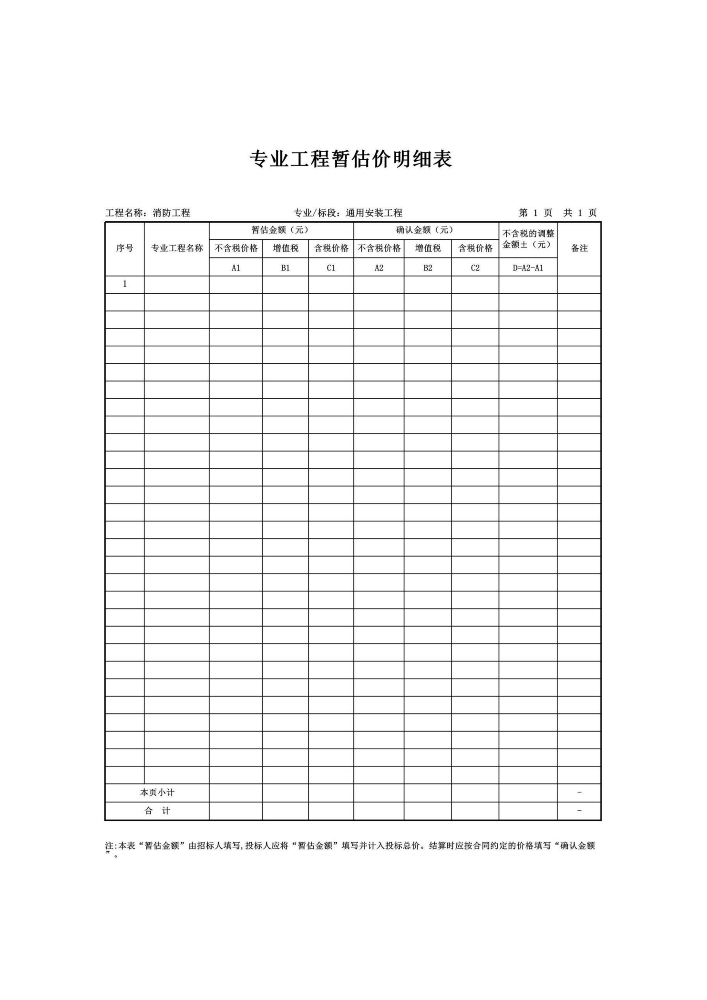 专业工程暂估价明细表
工程名称：消防工程 专业/标段：通用安装工程 第 1 页 共 1 页
序号 专业工程名称 暂估金额（元） 确认金额（元） 不含税的调整金额±（元） 备注
不含税价格 增值税 含税价格 不含税价格 增值税 含税价格
A1 B1 C1 A2 B2 C2 D=A2-A1
1
本页小计 -
合 计 -
注:本表“暂估金额”由招标人填写,投标人应将“暂估金额”填写并计入投标总价。结算时应按合同约定的价格填写“确认金额
”。